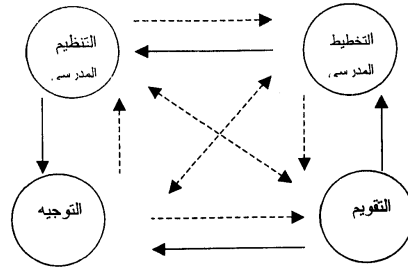 التخطيط
المدرسي
التنظيم
المدرسي
التقويم
التوجيه